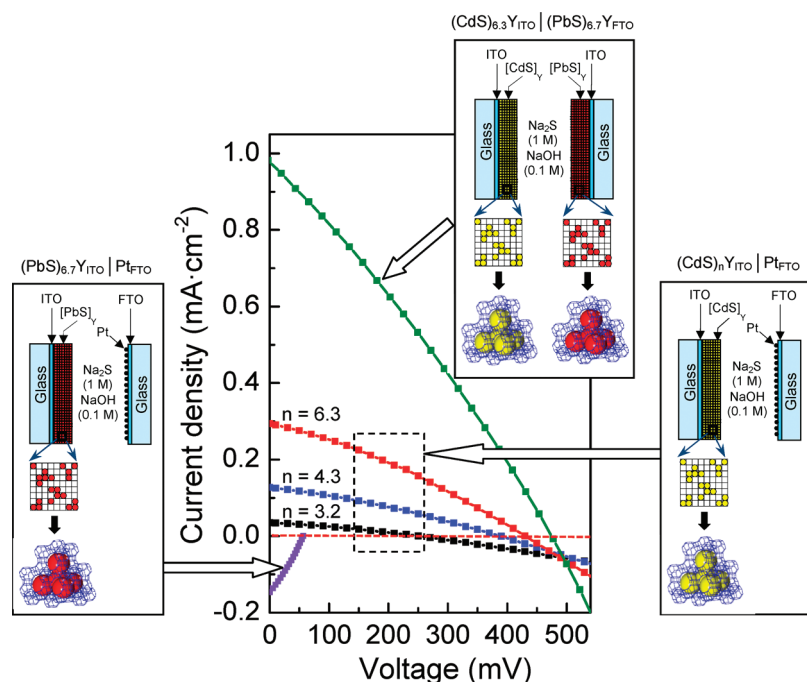 (CdS)6.3YITO | (PbS)6.7YFTO
ITO [CdS]Y [PbS]Y ITO
Glass
Na2S
(1 M)
NaOH
(0.1 M)
Glass
(PbS)6.7YITO | PtFTO
ITO [PbS]Y FTO
Pt
Glass
Na2S
(1 M)
NaOH
(0.1 M)
Glass
(CdS)nYITO | PtFTO
ITO [CdS]Y FTO
Pt
Glass
Na2S
(1 M)
NaOH
(0.1 M)
Glass
Current density (mA·cm-2)
1.0
0.8
0.6
0.4
0.2
0.0
-0.2
n = 6.3
n = 4.3
n = 3.2
0 100 200 300 400 500
Voltage (mV)